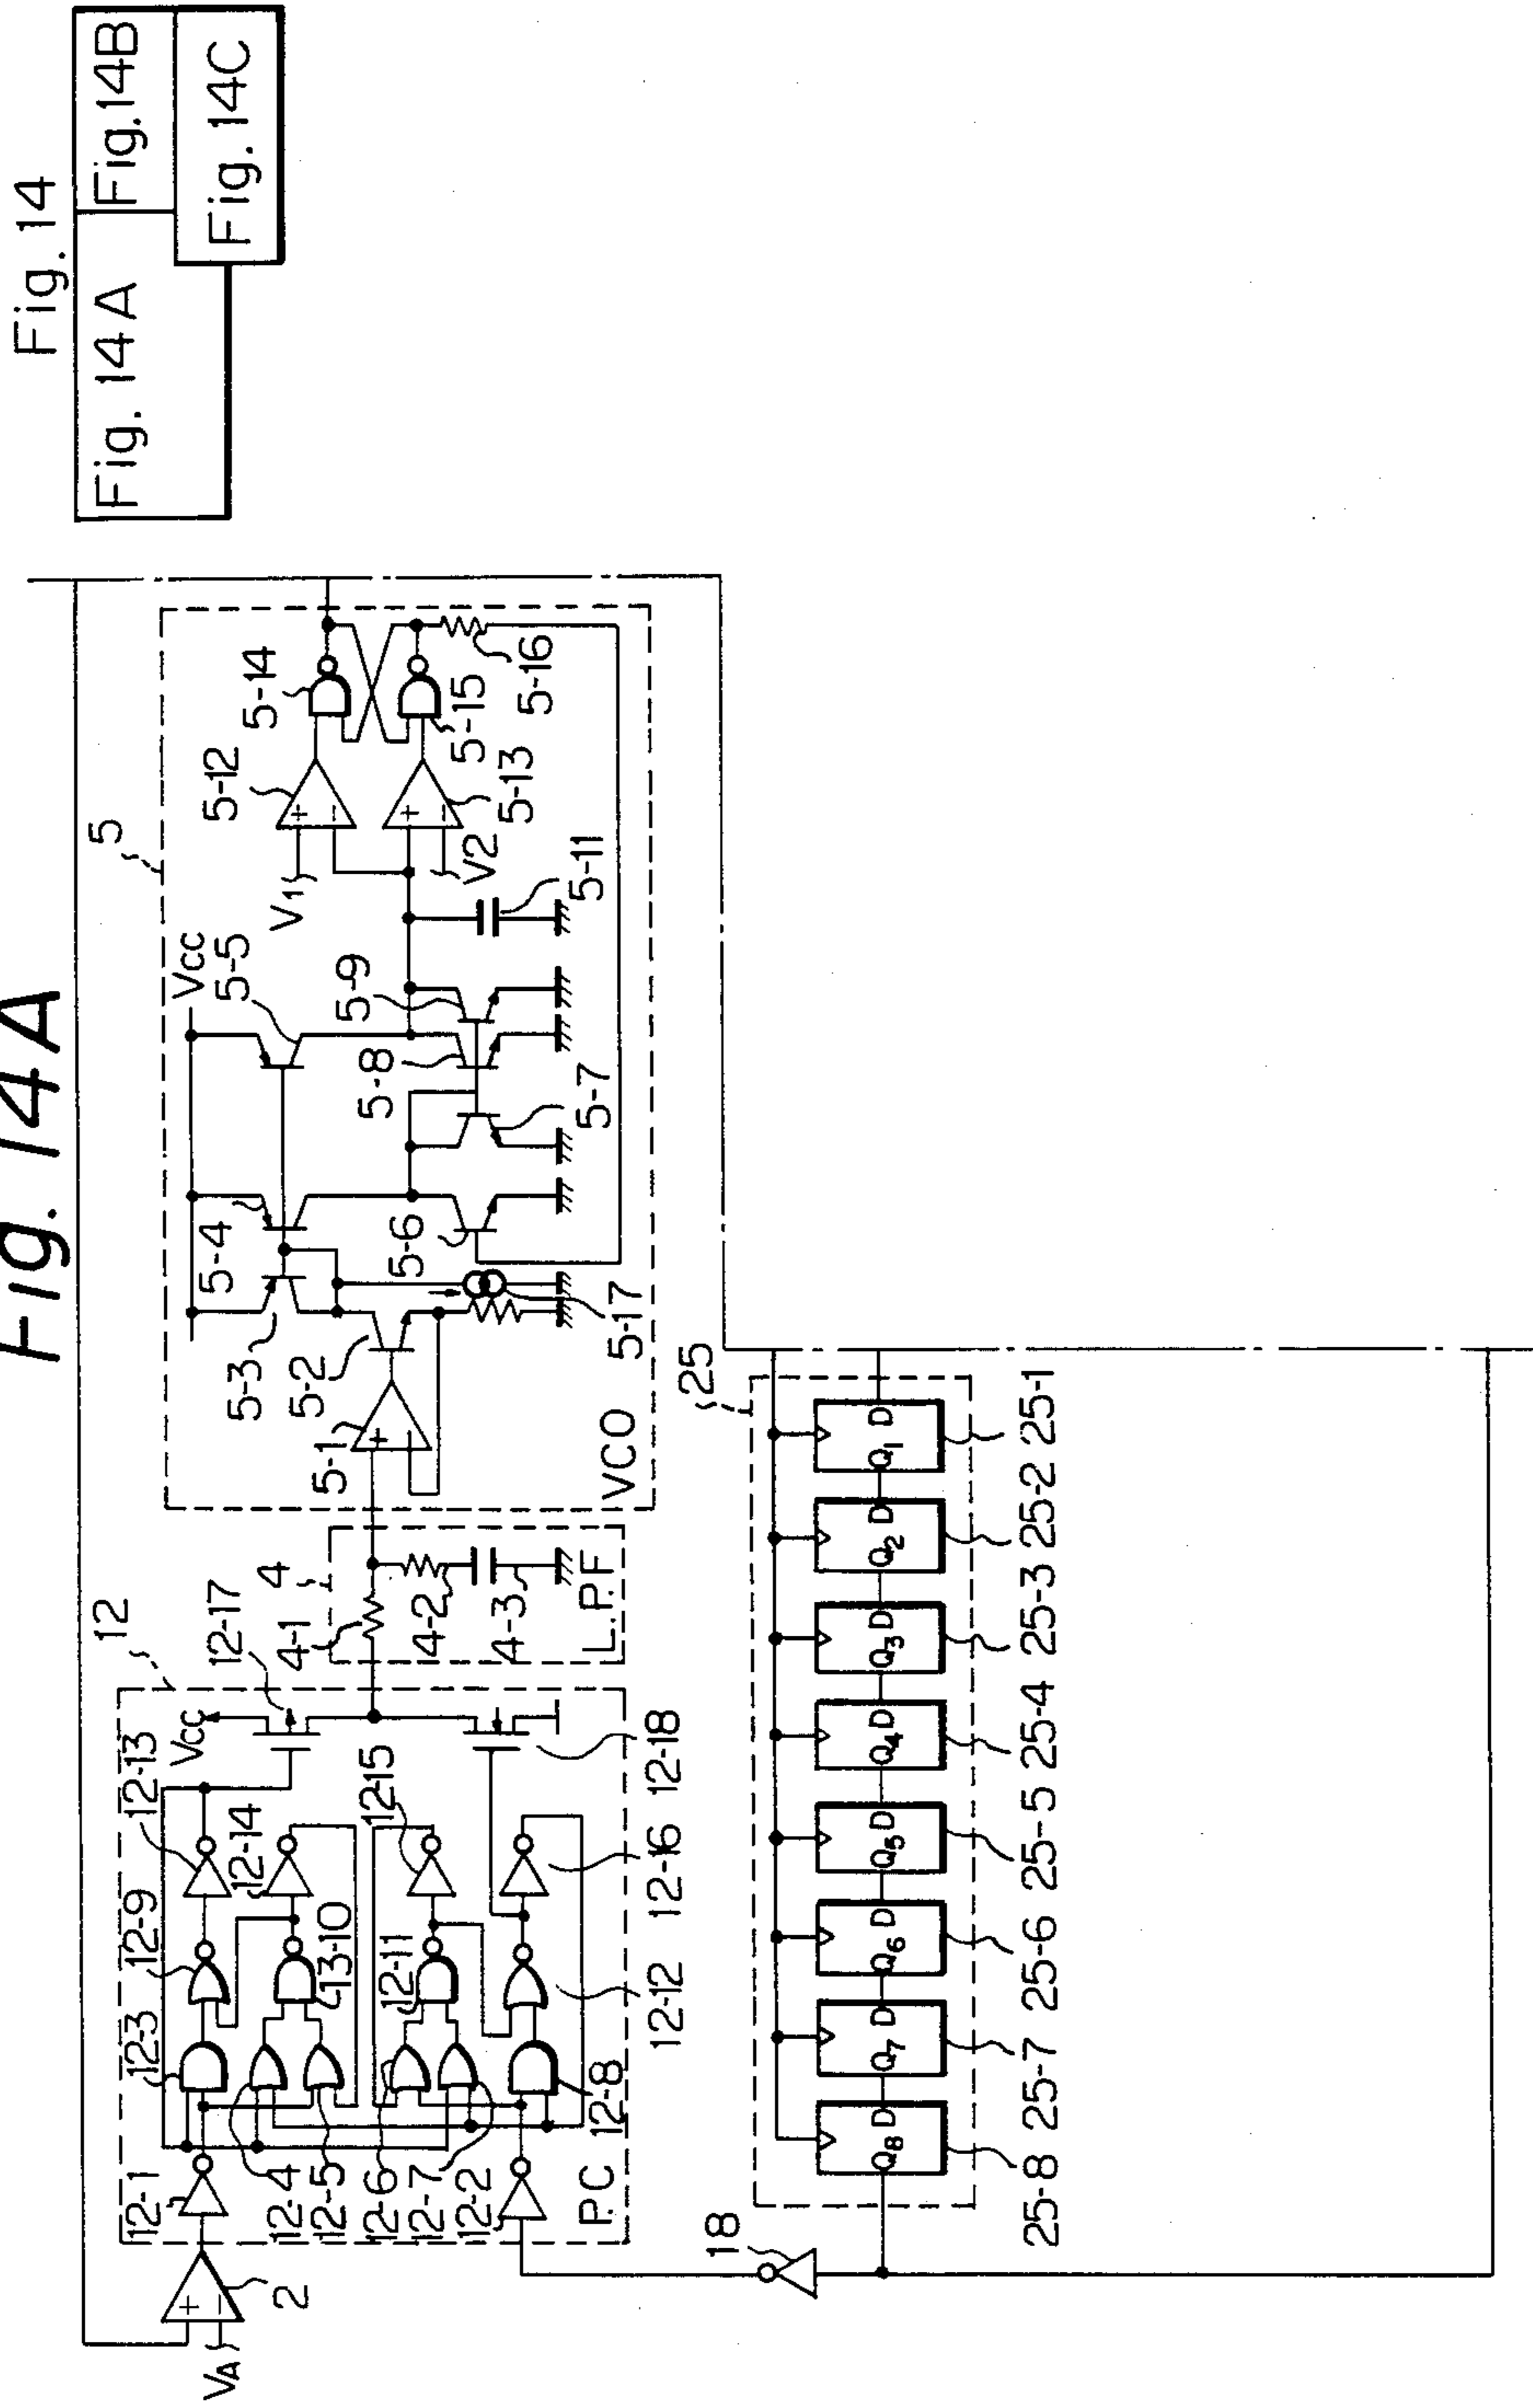 Fig. 14
Fig. 14A
Fig. 14B
Fig. 14C
Fig. 14A
12
12-1
12-3
12-9
12-13
Vcc
12-17
12-14
12-4
12-5
13-10
12-15
12-6
12-7
12-11
12-2
12-8
12-12
12-16
12-18
P.C
2
+
−
VA
4
4-1
4-2
4-3
L.P.F
5
Vcc
5-1
+
5-2
5-3
5-4
5-5
5-6
5-7
5-8
5-9
5-11
V1
V2
5-12
+
−
5-13
+
−
5-14
5-15
5-16
5-17
VCO
18
25
Q8 D
Q7 D
Q6 D
Q5 D
Q4 D
Q3 D
Q2 D
Q1 D
25-8
25-7
25-6
25-5
25-4
25-3
25-2
25-1